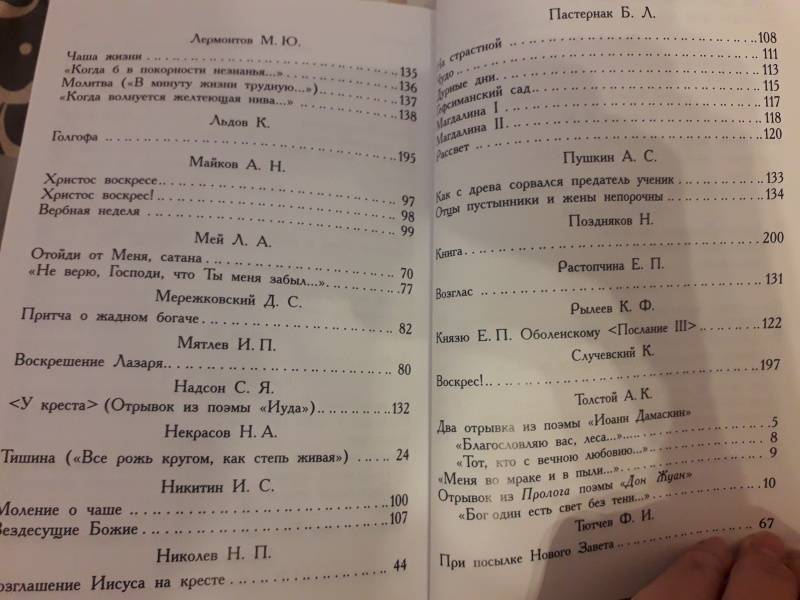 Лермонтов М. Ю.
Чаша жизни 135
«Когда б в покорности незнанья...» 136
Молитва («В минуту жизни трудную...») 137
«Когда волнуется желтеющая нива...» 138
Льдов К.
Голгофа 195
Майков А. Н.
Христос воскресе 97
Христос воскрес! 98
Вербная неделя 99
Мей Л. А.
Отойди от Меня, сатана 70
«Не верю, Господи, что Ты меня забыл...» 77
Мережковский Д. С.
Притча о жадном богаче 82
Мятлев И. П.
Воскрешение Лазаря 80
Надсон С. Я.
<У креста> (Отрывок из поэмы «Иуда») 132
Некрасов Н. А.
Тишина («Все рожь кругом, как степь живая») 24
Никитин И. С.
Моление о чаше 100
Вездесущие Божие 107
Николев Н. П.
озглашение Иисуса на кресте 44
Пастернак Б. Л.
На страстной 108
Чудо 111
Дурные дни 113
Гефсиманский сад 115
Магдалина I 117
Магдалина II 118
Рассвет 120
Пушкин А. С.
Как с древа сорвался предатель ученик 133
Отцы пустынники и жены непорочны 134
Поздняков Н.
Книга 200
Растопчина Е. П.
Возглас 131
Рылеев К. Ф.
Князю Е. П. Оболенскому <Послание III> 122
Случевский К.
Воскрес! 197
Толстой А. К.
Два отрывка из поэмы «Иоанн Дамаскин»
«Благословляю вас, леса...» 5
«Тот, кто с вечною любовию...» 8
«Меня во мраке и в пыли...» 9
Отрывок из Пролога поэмы «Дон Жуан»
«Бог один есть свет без тени...» 10
Тютчев Ф. И.
При посылке Нового Завета 67